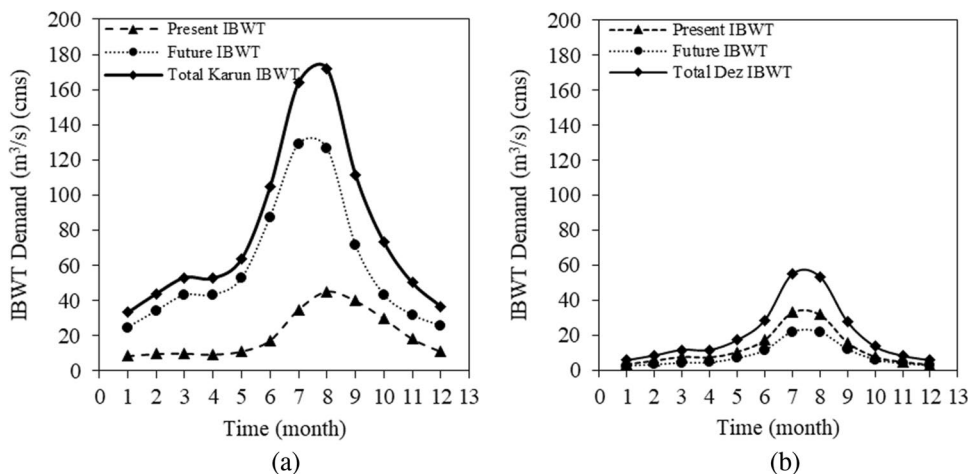 200
180
160
140
120
100
80
60
40
20
0
IBWT Demand (m³/s) (cms)
Present IBWT
Future IBWT
Total Karun IBWT
0 1 2 3 4 5 6 7 8 9 10 11 12 13
Time (month)
(a)
200
180
160
140
120
100
80
60
40
20
0
IBWT Demand (m³/s) (cms)
Present IBWT
Future IBWT
Total Dez IBWT
0 1 2 3 4 5 6 7 8 9 10 11 12 13
Time (month)
(b)